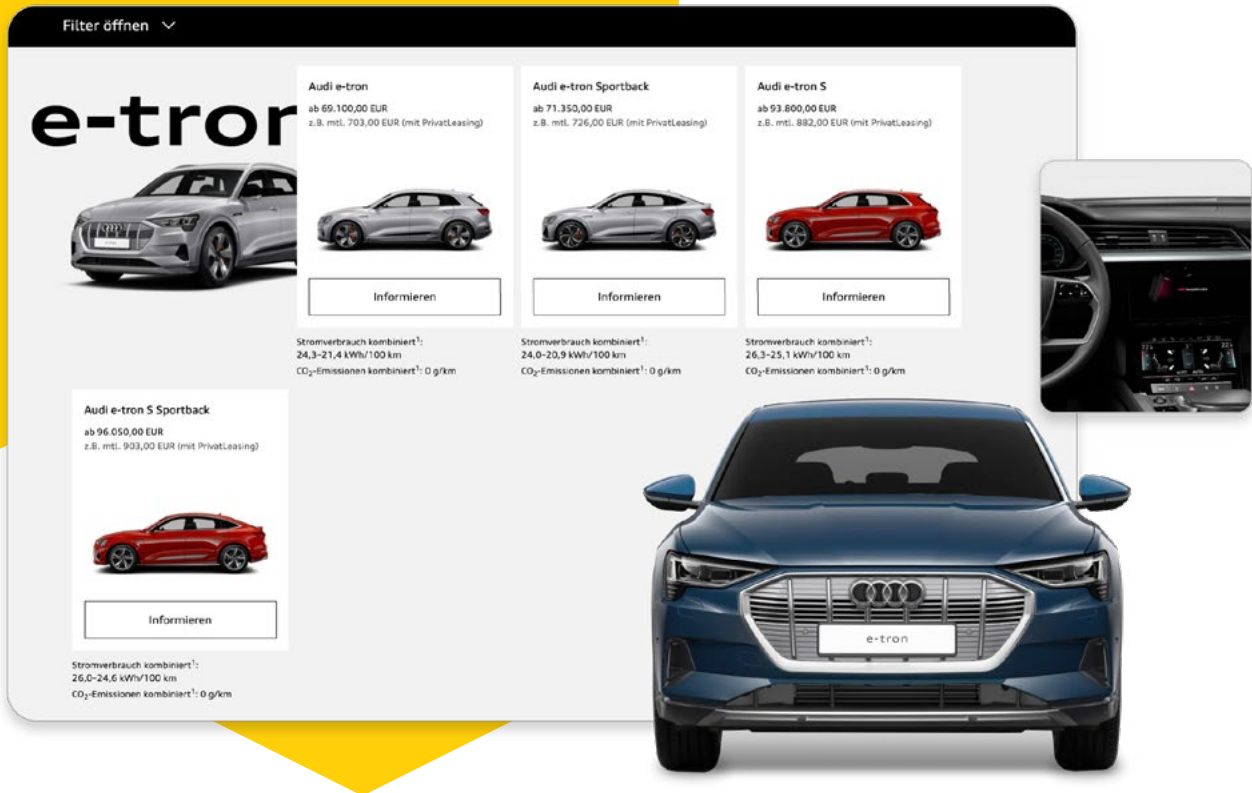 Filter öffnen
e-tron
Audi e-tron
ab 69.100,00 EUR
z.B. mtl. 703,00 EUR (mit PrivatLeasing)
Informieren
Stromverbrauch kombiniert¹:
24,3–21,4 kWh/100 km
CO₂-Emissionen kombiniert¹: 0 g/km
Audi e-tron Sportback
ab 71.350,00 EUR
z.B. mtl. 726,00 EUR (mit PrivatLeasing)
Informieren
Stromverbrauch kombiniert¹:
24,0–20,9 kWh/100 km
CO₂-Emissionen kombiniert¹: 0 g/km
Audi e-tron S
ab 93.800,00 EUR
z.B. mtl. 882,00 EUR (mit PrivatLeasing)
Informieren
Stromverbrauch kombiniert¹:
26,3–25,1 kWh/100 km
CO₂-Emissionen kombiniert¹: 0 g/km
Audi e-tron S Sportback
ab 96.050,00 EUR
z.B. mtl. 903,00 EUR (mit PrivatLeasing)
Informieren
Stromverbrauch kombiniert¹:
26,0–24,6 kWh/100 km
CO₂-Emissionen kombiniert¹: 0 g/km
e-tron